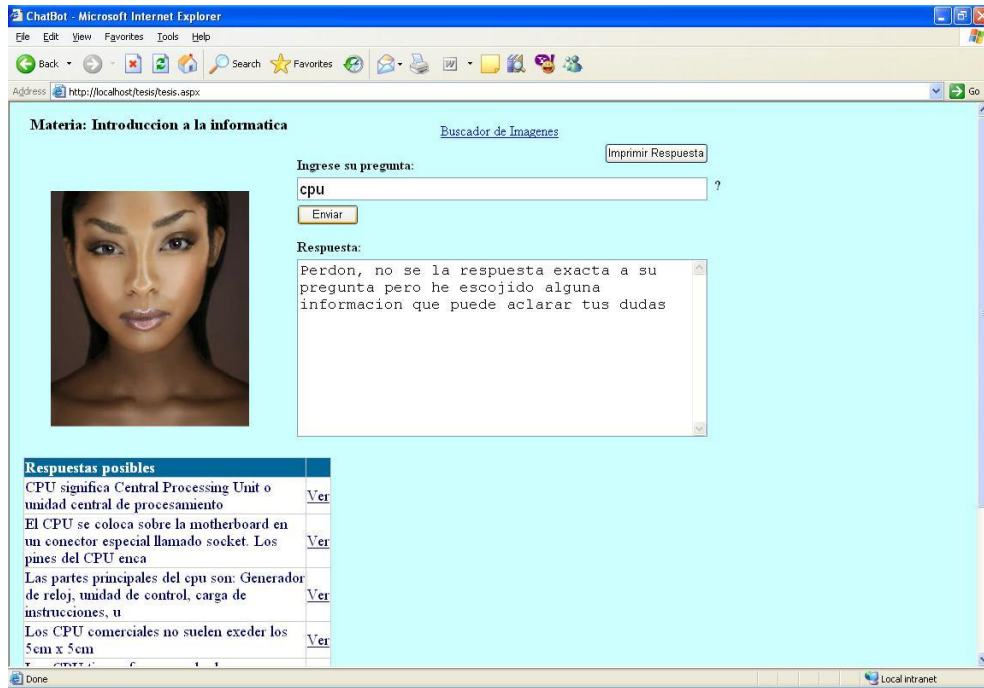 ChatBot - Microsoft Internet Explorer
File Edit View Favorites Tools Help
Back Search Favorites
Address http://localhost/tesis/tesis.aspx Go
Materia: Introduccion a la informatica
Buscador de Imagenes
Imprimir Respuesta
Ingrese su pregunta:
cpu ?
Enviar
Respuesta:
Perdon, no se la respuesta exacta a su
pregunta pero he escojido alguna
informacion que puede aclarar tus dudas
Respuestas posibles
CPU significa Central Processing Unit o
unidad central de procesamiento
Ver
El CPU se coloca sobre la motherboard en
un conector especial llamado socket. Los
pines del CPU enca
Ver
Las partes principales del cpu son: Generador
de reloj, unidad de control, carga de
instrucciones, u
Ver
Los CPU comerciales no suelen exeder los
5cm x 5cm
Ver
Done Local intranet